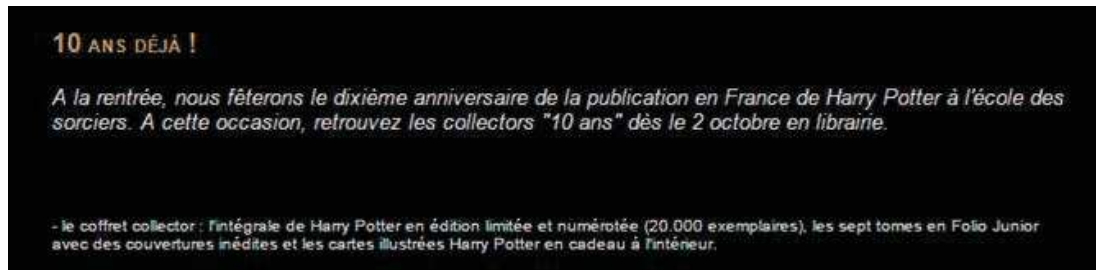 10 ANS DÉJÀ !
A la rentrée, nous fêterons le dixième anniversaire de la publication en France de Harry Potter à l'école des
sorciers. A cette occasion, retrouvez les collectors "10 ans" dès le 2 octobre en librairie.
- le coffret collector : l'intégrale de Harry Potter en édition limitée et numérotée (20.000 exemplaires), les sept tomes en Folio Junior
avec des couvertures inédites et les cartes illustrées Harry Potter en cadeau à l'intérieur.